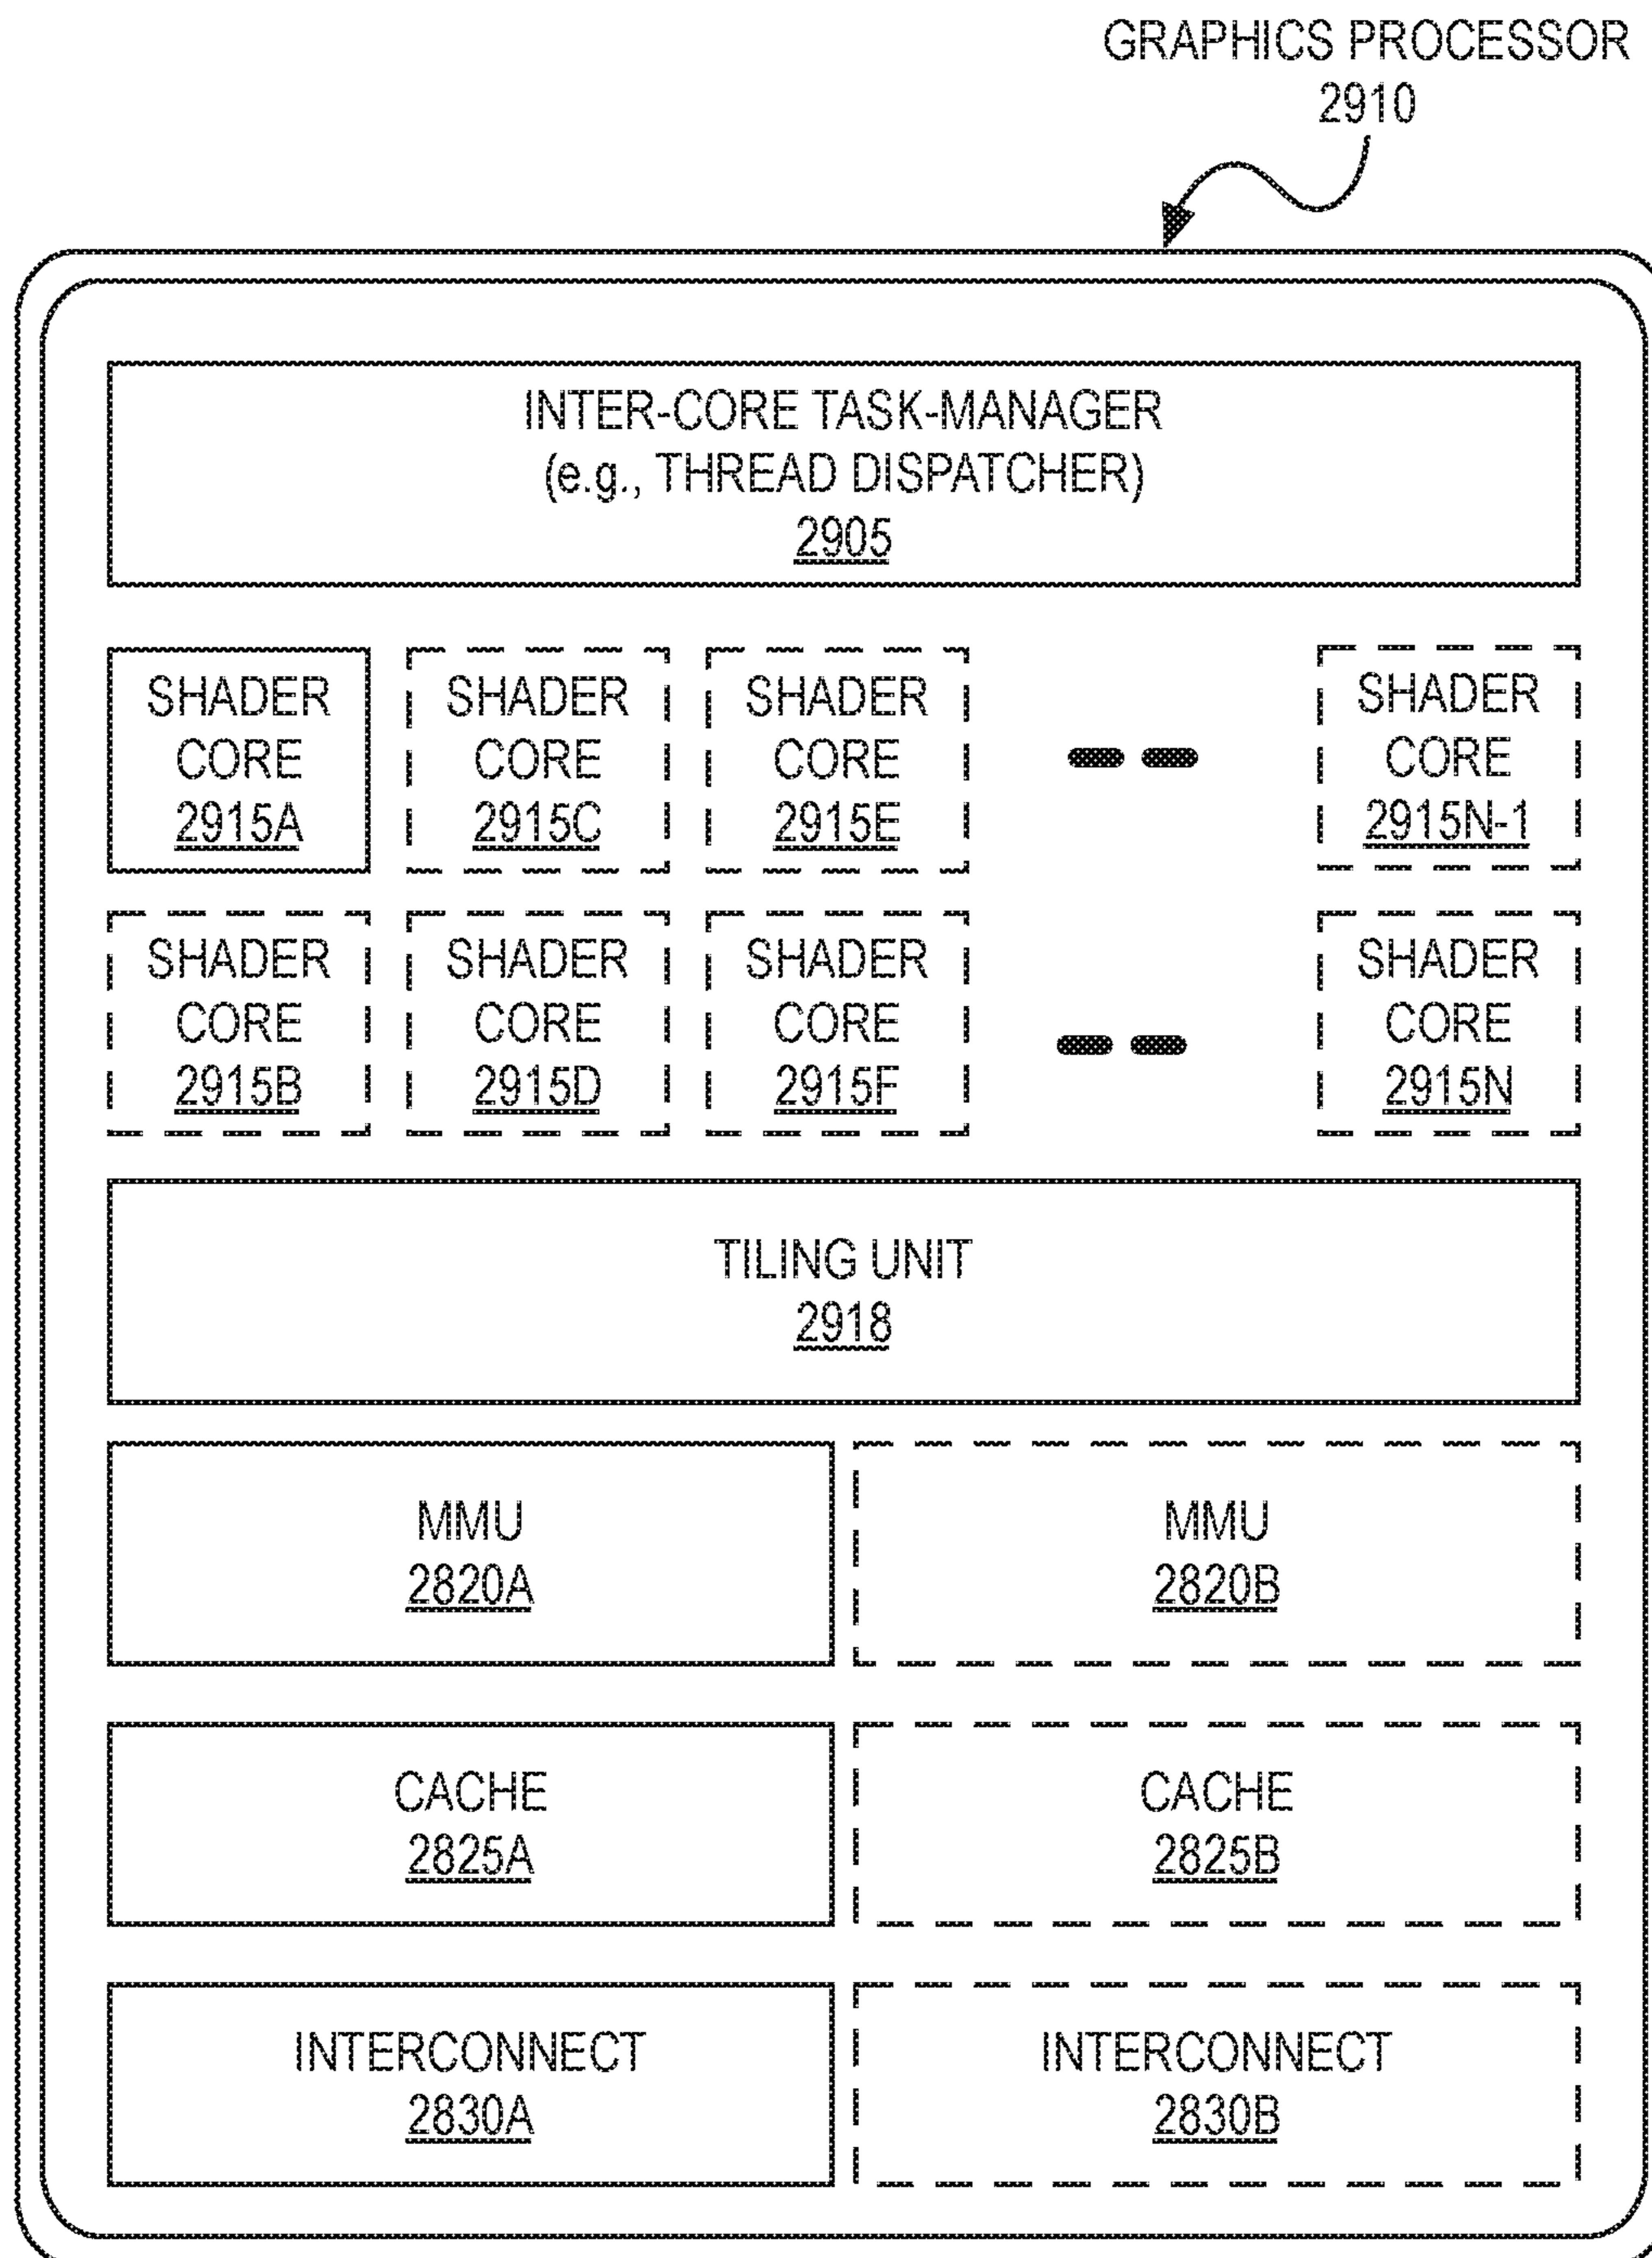 GRAPHICS PROCESSOR
2910
INTER-CORE TASK-MANAGER
(e.g., THREAD DISPATCHER)
2905
SHADER
CORE
2915A
SHADER
CORE
2915C
SHADER
CORE
2915E
SHADER
CORE
2915N-1
SHADER
CORE
2915B
SHADER
CORE
2915D
SHADER
CORE
2915F
SHADER
CORE
2915N
TILING UNIT
2918
MMU
2820A
MMU
2820B
CACHE
2825A
CACHE
2825B
INTERCONNECT
2830A
INTERCONNECT
2830B